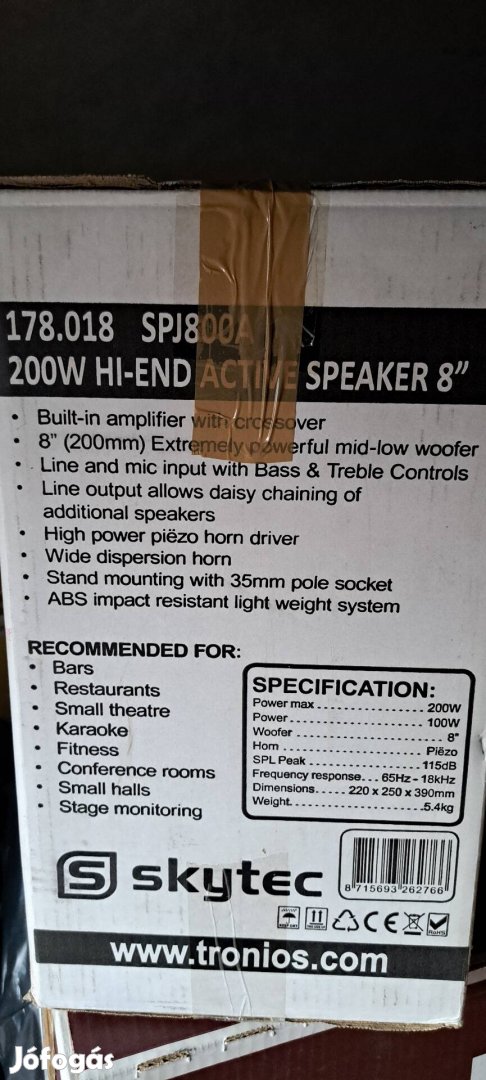 178.018 SPJ800A
200W HI-END ACTIVE SPEAKER 8”
• Built-in amplifier with crossover
• 8” (200mm) Extremely powerful mid-low woofer
• Line and mic input with Bass & Treble Controls
• Line output allows daisy chaining of
additional speakers
• High power piëzo horn driver
• Wide dispersion horn
• Stand mounting with 35mm pole socket
• ABS impact resistant light weight system
RECOMMENDED FOR:
• Bars
• Restaurants
• Small theatre
• Karaoke
• Fitness
• Conference rooms
• Small halls
• Stage monitoring
SPECIFICATION:
Power max .................... 200W
Power .......................... 100W
Woofer ............................. 8"
Horn ............................ Piëzo
SPL Peak ..................... 115dB
Frequency response.... 65Hz - 18kHz
Dimensions...... 220 x 250 x 390mm
Weight.......................... 5.4kg
S skytec
8 715693 262766
CE
RoHS
www.tronios.com
Jófogás